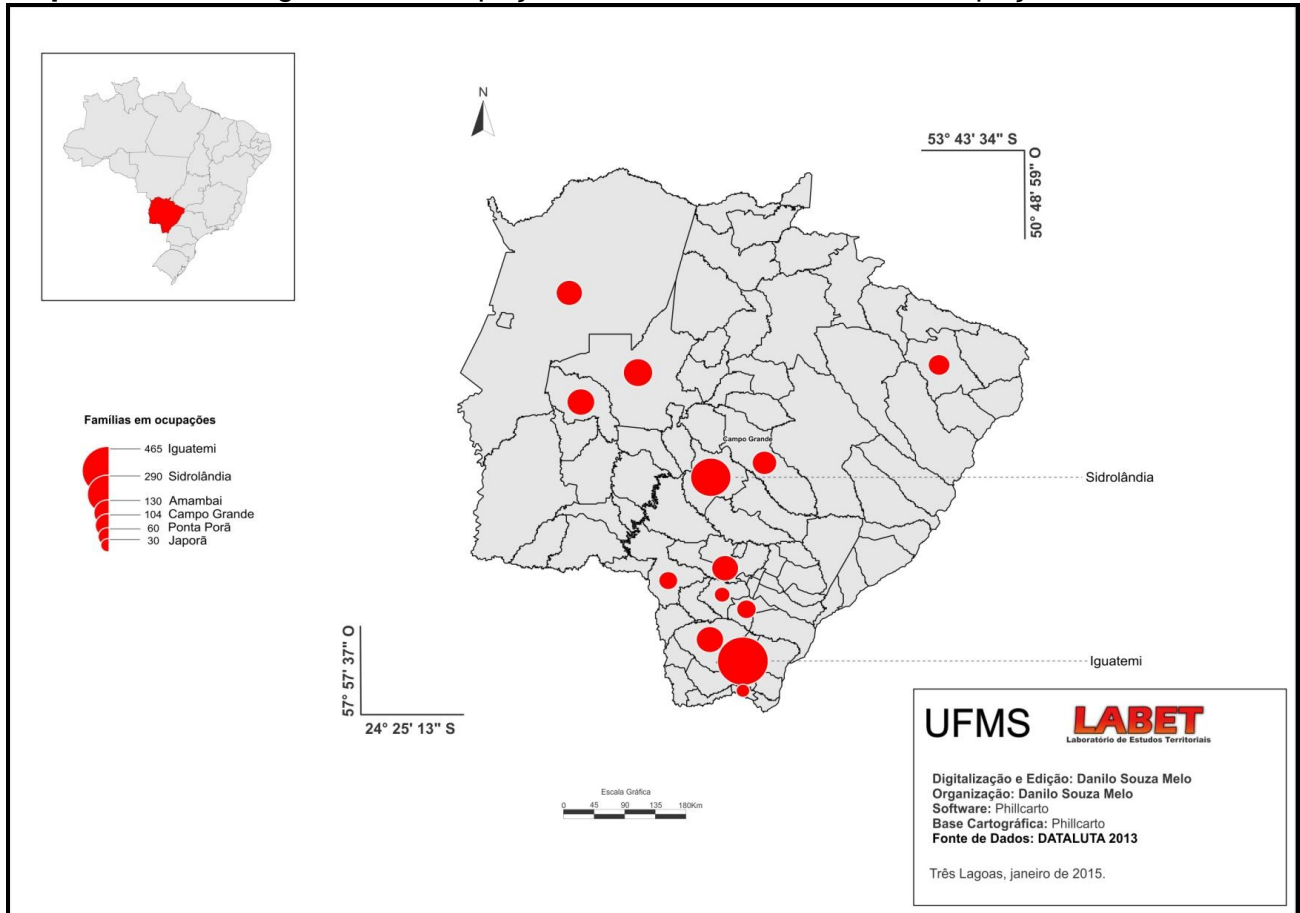 N
53° 43' 34" S
50° 48' 59" O
Famílias em ocupações
465 Iguatemi
290 Sidrolândia
130 Amambai
104 Campo Grande
60 Ponta Porã
30 Japorã
Campo Grande
Sidrolândia
Iguatemi
57° 57' 37" O
24° 25' 13" S
Escala Gráfica
0 45 90 135 180Km
UFMS
LABET
Laboratório de Estudos Territoriais
Digitalização e Edição: Danilo Souza Melo
Organização: Danilo Souza Melo
Software: Phillcarto
Base Cartográfica: Phillcarto
Fonte de Dados: DATALUTA 2013
Três Lagoas, janeiro de 2015.